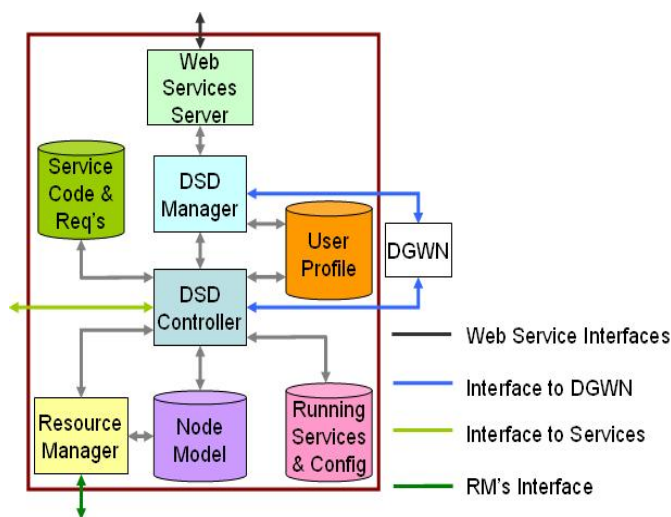 Web
Services
Server
Service
Code &
Req's
DSD
Manager
User
Profile
DGWN
DSD
Controller
Resource
Manager
Node
Model
Running
Services
& Config
Web Service Interfaces
Interface to DGWN
Interface to Services
RM's Interface